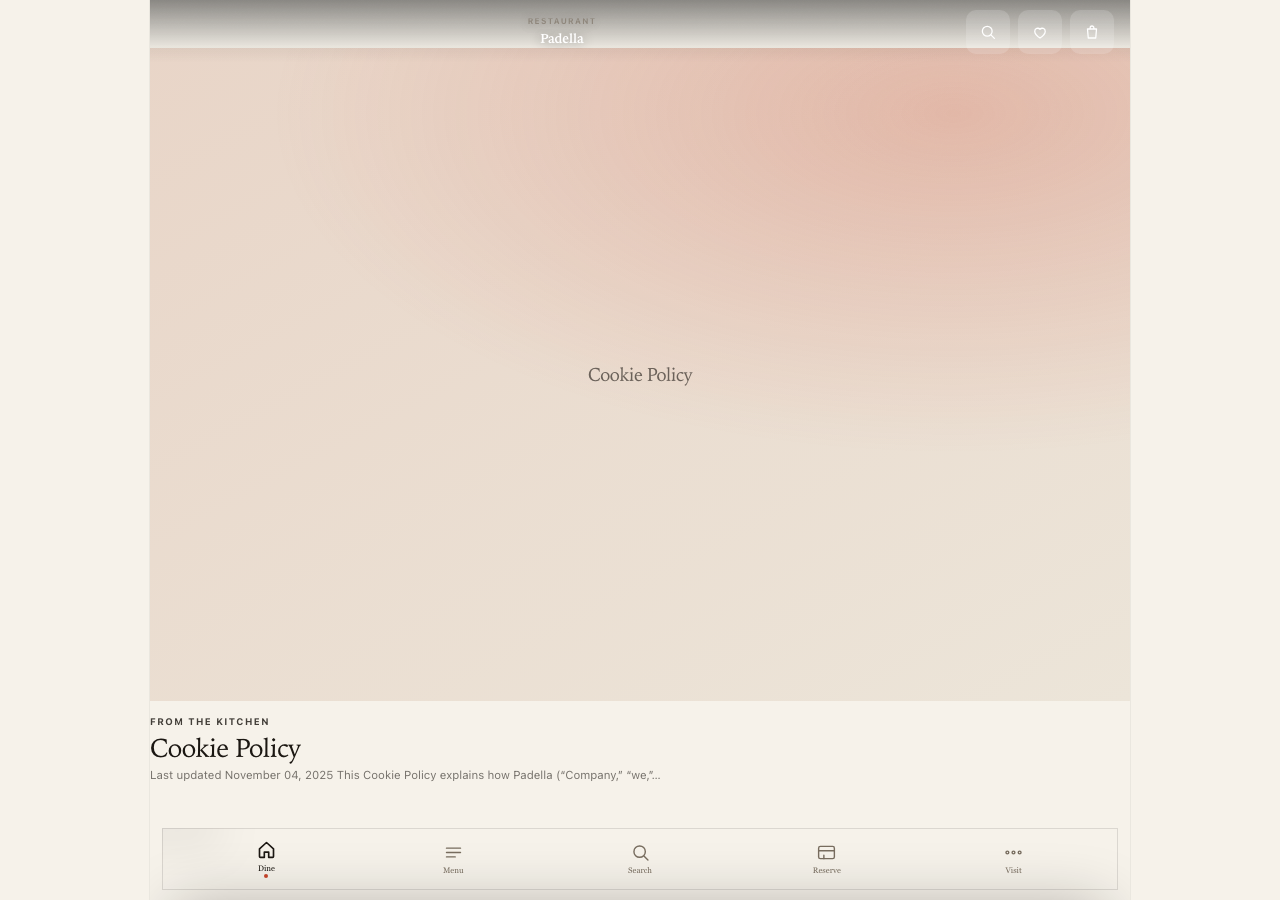 RESTAURANT
Padella
Cookie Policy
FROM THE KITCHEN
Cookie Policy
Last updated November 04, 2025 This Cookie Policy explains how Padella (“Company,” “we,”...
Dine
Menu
Search
Reserve
Visit